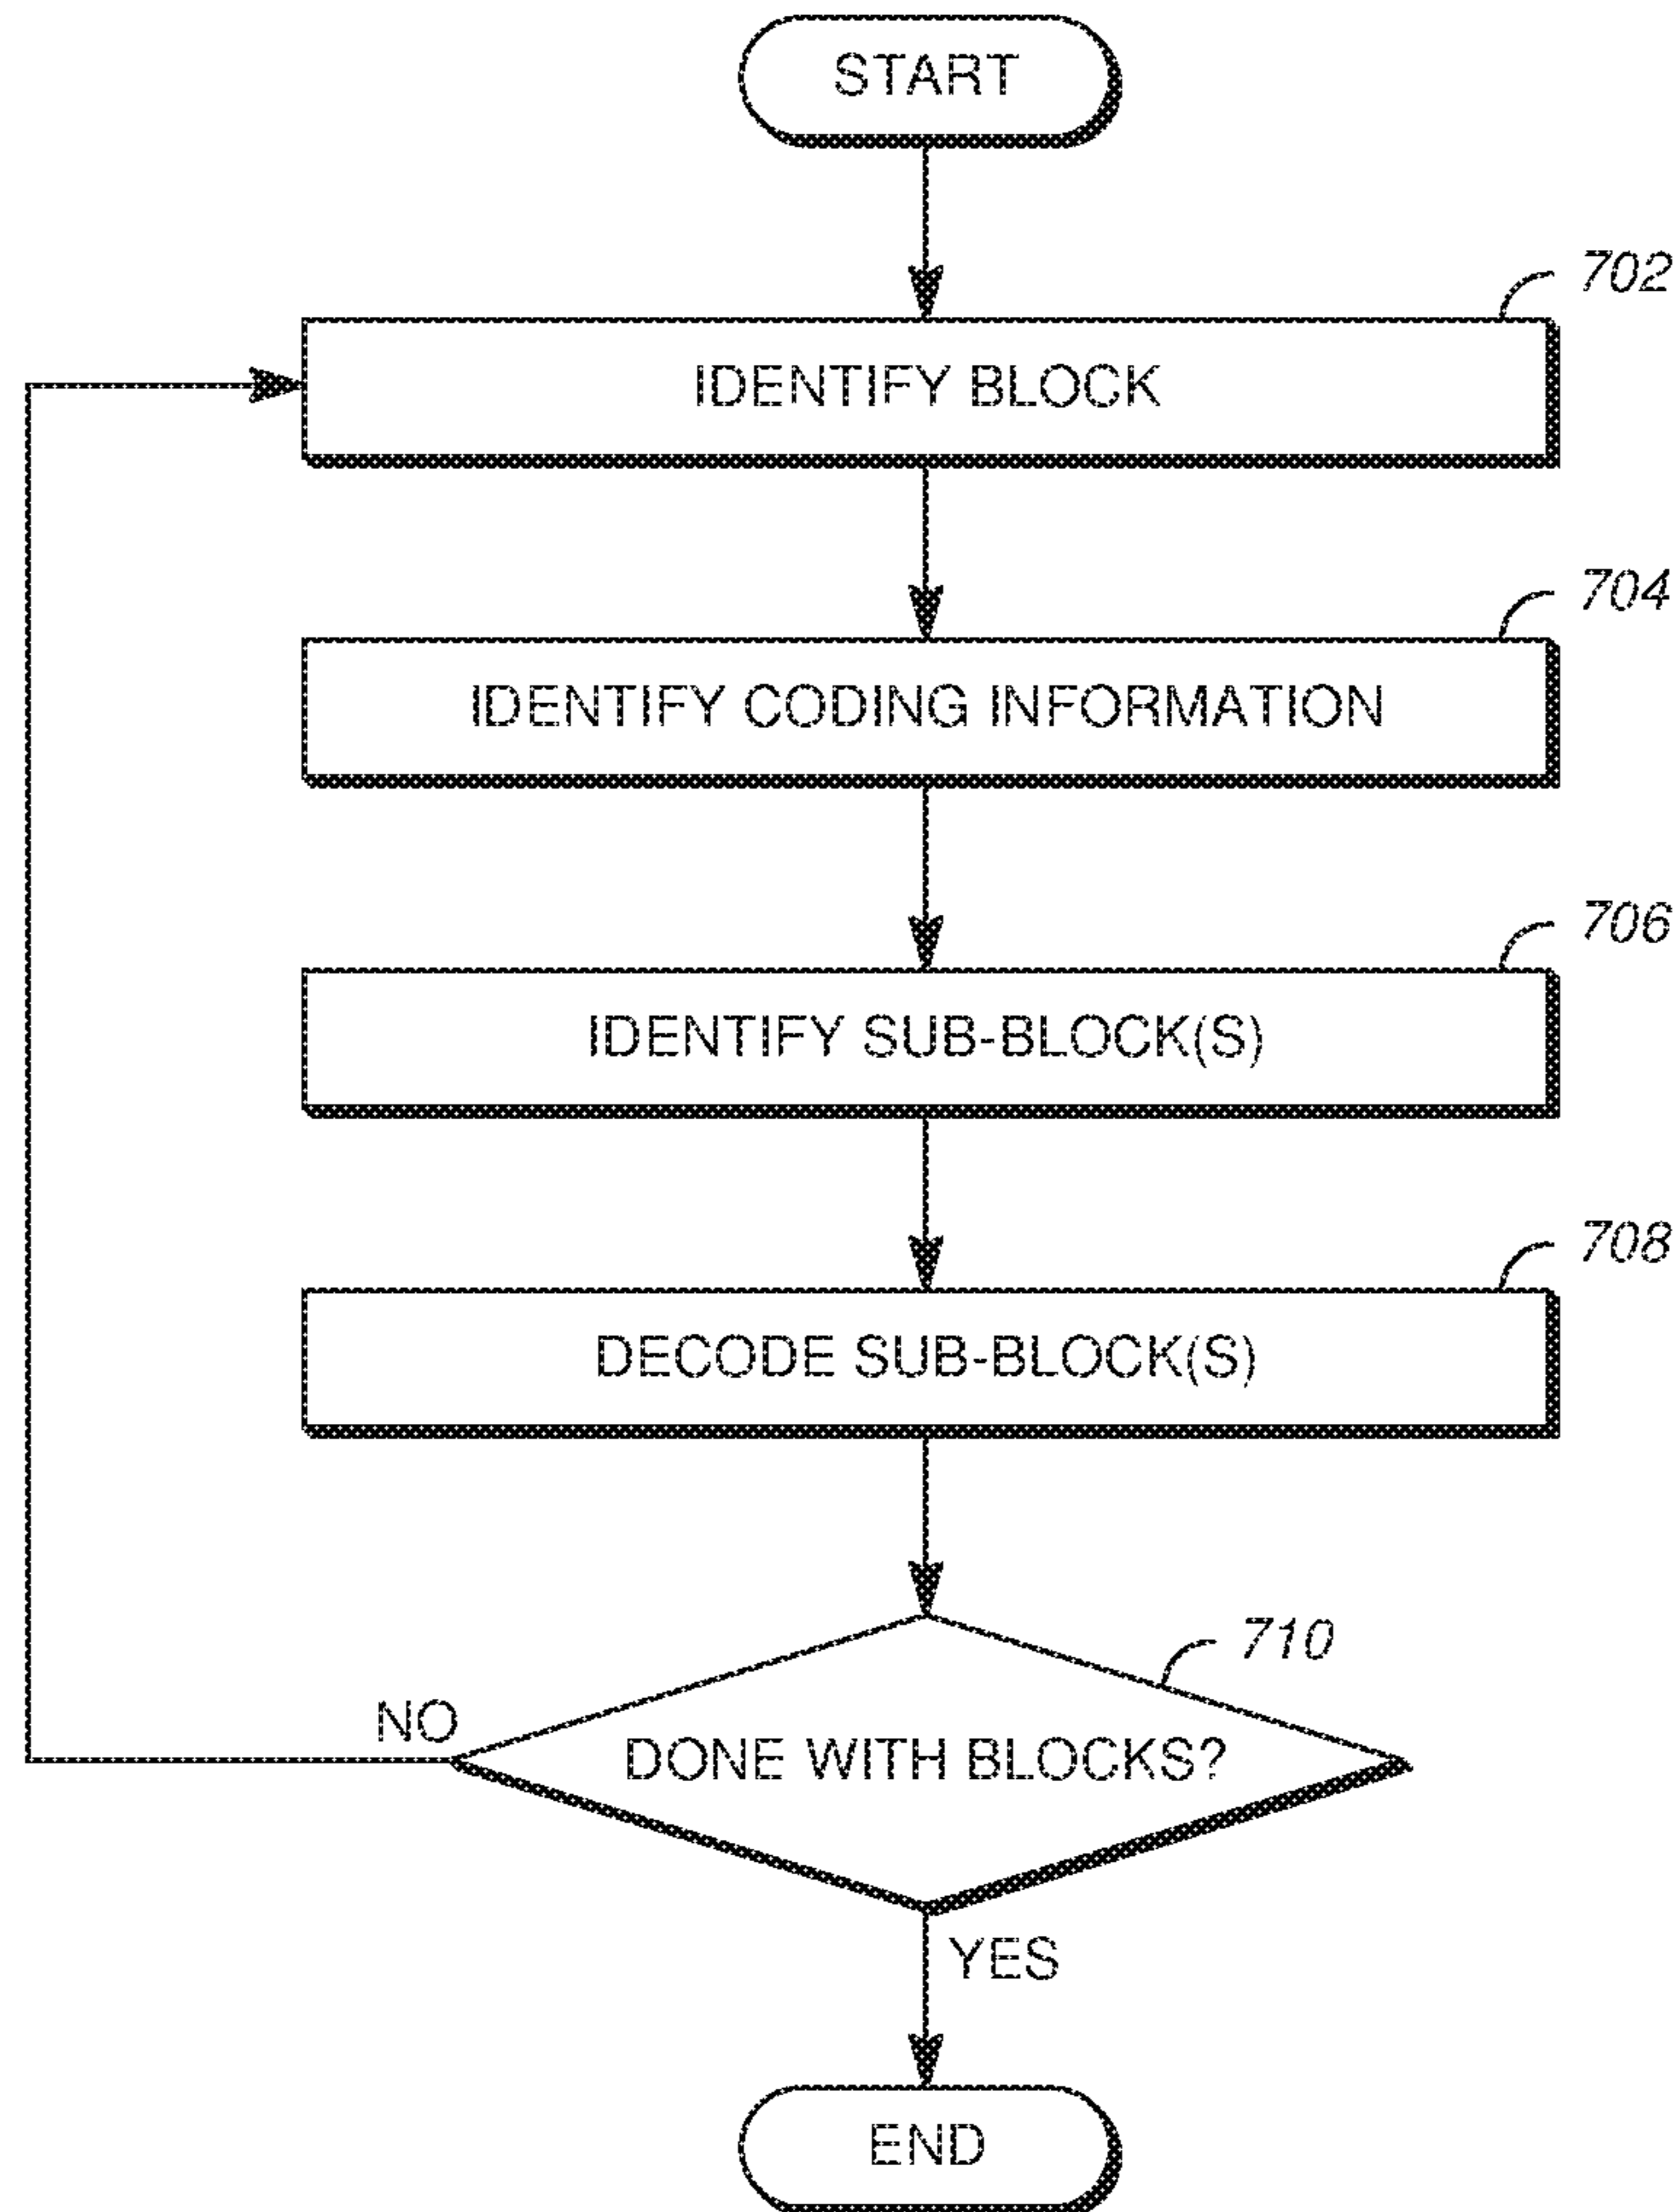 START
702
IDENTIFY BLOCK
704
IDENTIFY CODING INFORMATION
706
IDENTIFY SUB-BLOCK(S)
708
DECODE SUB-BLOCK(S)
710
NO
DONE WITH BLOCKS?
YES
END